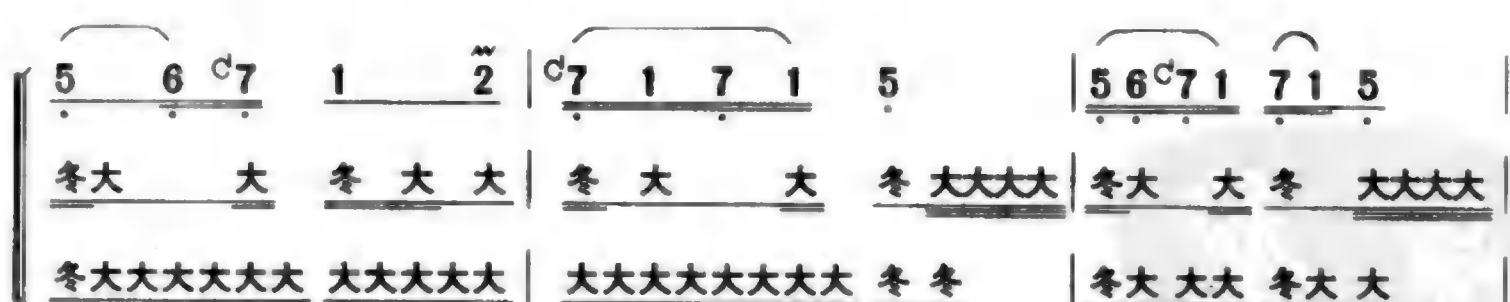 5 6 C7 1 2 | C7 1 7 1 5 | 5 6 C7 1 7 1 5 |
冬大 大 冬 大 大 | 冬 大 大 冬 大大大大 | 冬大 大 冬 大大大大 |
冬大大大大大大 大大大大大 | 大大大大大大大大 冬 冬 | 冬大 大大 冬大 大 |